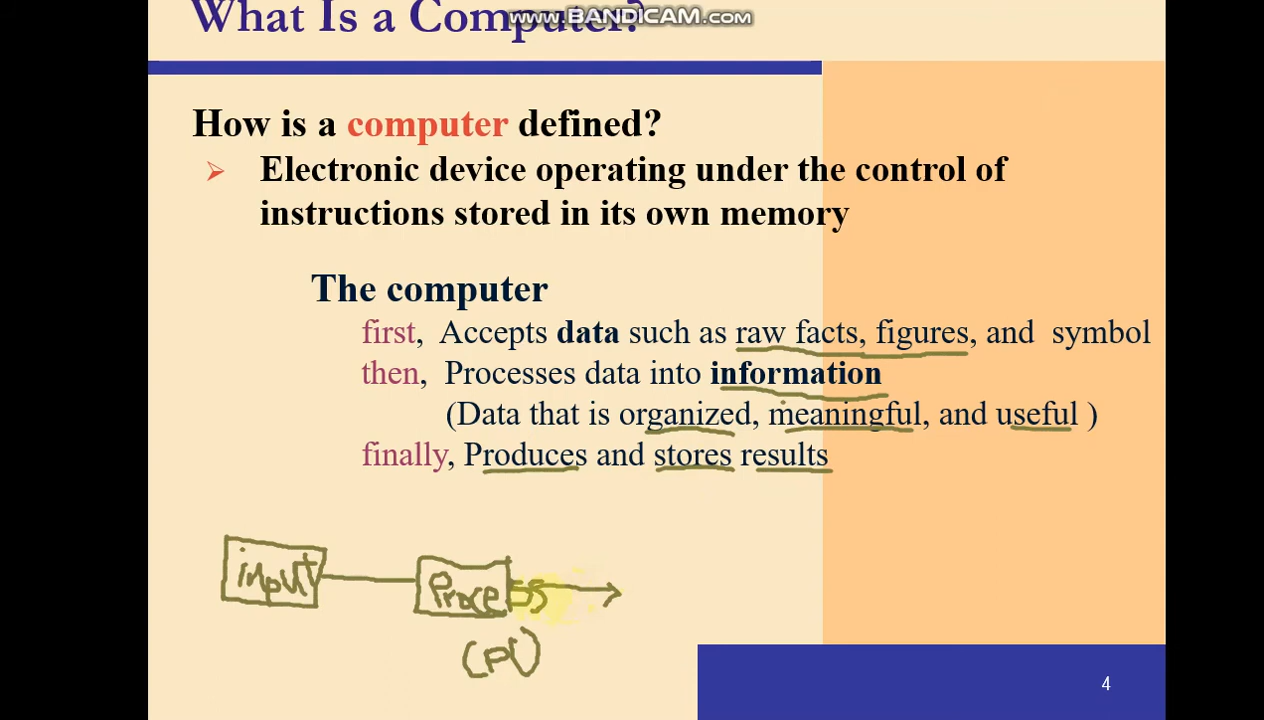 www.BANDICAM.com
What Is a Computer?
How is a computer defined?
Electronic device operating under the control of
instructions stored in its own memory
The computer
first, Accepts data such as raw facts, figures, and symbol
then, Processes data into information
(Data that is organized, meaningful, and useful )
finally, Produces and stores results
input
Process
CPU
4